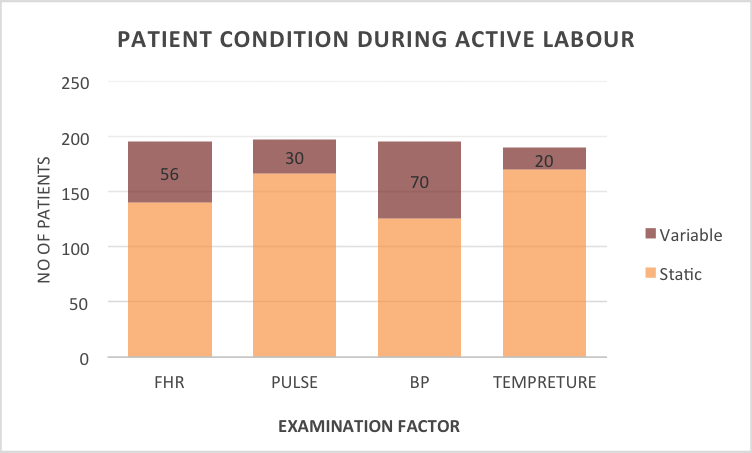 PATIENT CONDITION DURING ACTIVE LABOUR
250
200
150
100
50
0
NO OF PATIENTS
56
30
70
20
FHR
PULSE
BP
TEMPRETURE
EXAMINATION FACTOR
Variable
Static